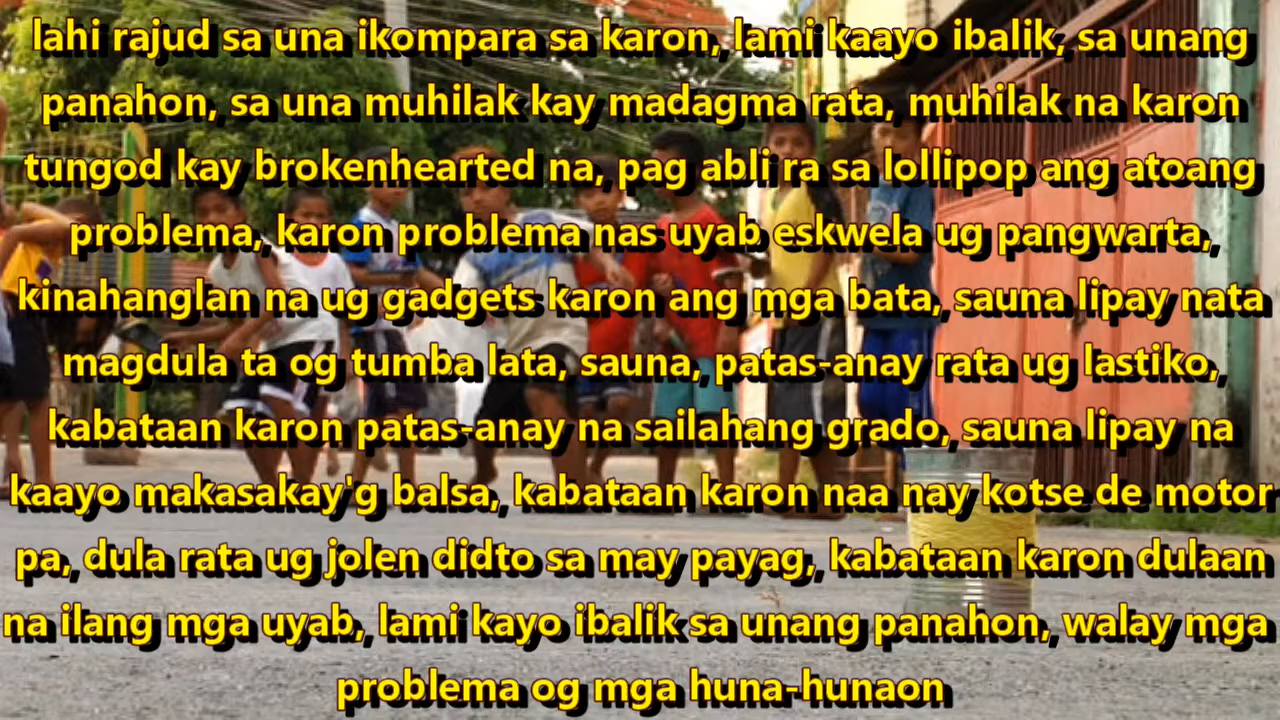 lahi rajud sa una ikompara sa karon, lami kaayo ibalik, sa unang
panahon, sa una muhilak kay madagma rata, muhilak na karon
tungod kay brokenhearted na, pag abli ra sa lollipop ang atoang
problema, karon problema nas uyab eskwela ug pangwarta,
kinahanglan na ug gadgets karon ang mga bata, sauna lipay nata
magdula ta og tumba lata, sauna, patas-anay rata ug lastiko,
kabataan karon patas-anay na sailahang grado, sauna lipay na
kaayo makasakay'g balsa, kabataan karon naa nay kotse de motor
pa, dula rata ug jolen didto sa may payag, kabataan karon dulaan
na ilang mga uyab, lami kayo ibalik sa unang panahon, walay mga
problema og mga huna-hunaon